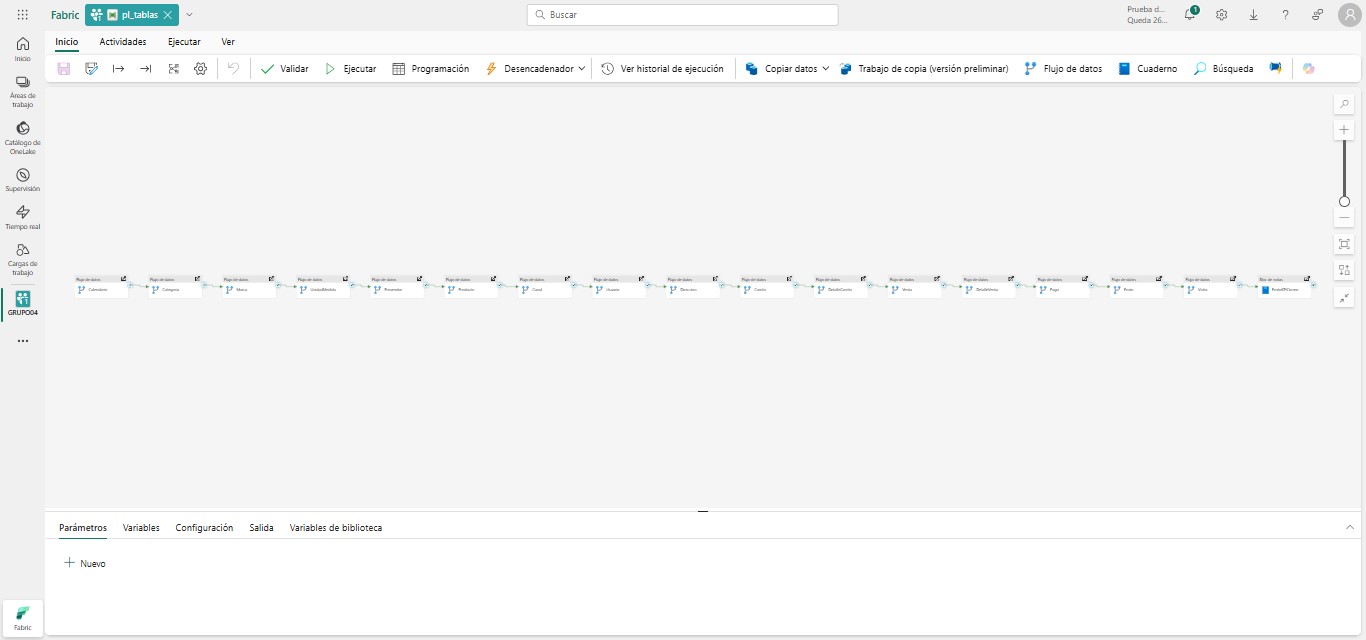 Fabric
pl_tablas
Buscar
Prueba d...
Queda 26...
1
Inicio
Actividades
Ejecutar
Ver
Validar
Ejecutar
Programación
Desencadenador
Ver historial de ejecución
Copiar datos
Trabajo de copia (versión preliminar)
Flujo de datos
Cuaderno
Búsqueda
Inicio
Áreas de
trabajo
Catálogo de
OneLake
Supervisión
Tiempo real
Cargas de
trabajo
GRUPO04
Fabric
Flujo de datos
Calendario
Flujo de datos
Categoria
Flujo de datos
Marca
Flujo de datos
UnidadMedida
Flujo de datos
Proveedor
Flujo de datos
Producto
Flujo de datos
Canal
Flujo de datos
Usuario
Flujo de datos
Direccion
Flujo de datos
Carrito
Flujo de datos
DetalleCarrito
Flujo de datos
Venta
Flujo de datos
DetalleVenta
Flujo de datos
Pago
Flujo de datos
Flujo de datos
Visita
Bloc de notas
Parámetros
Variables
Configuración
Salida
Variables de biblioteca
Nuevo